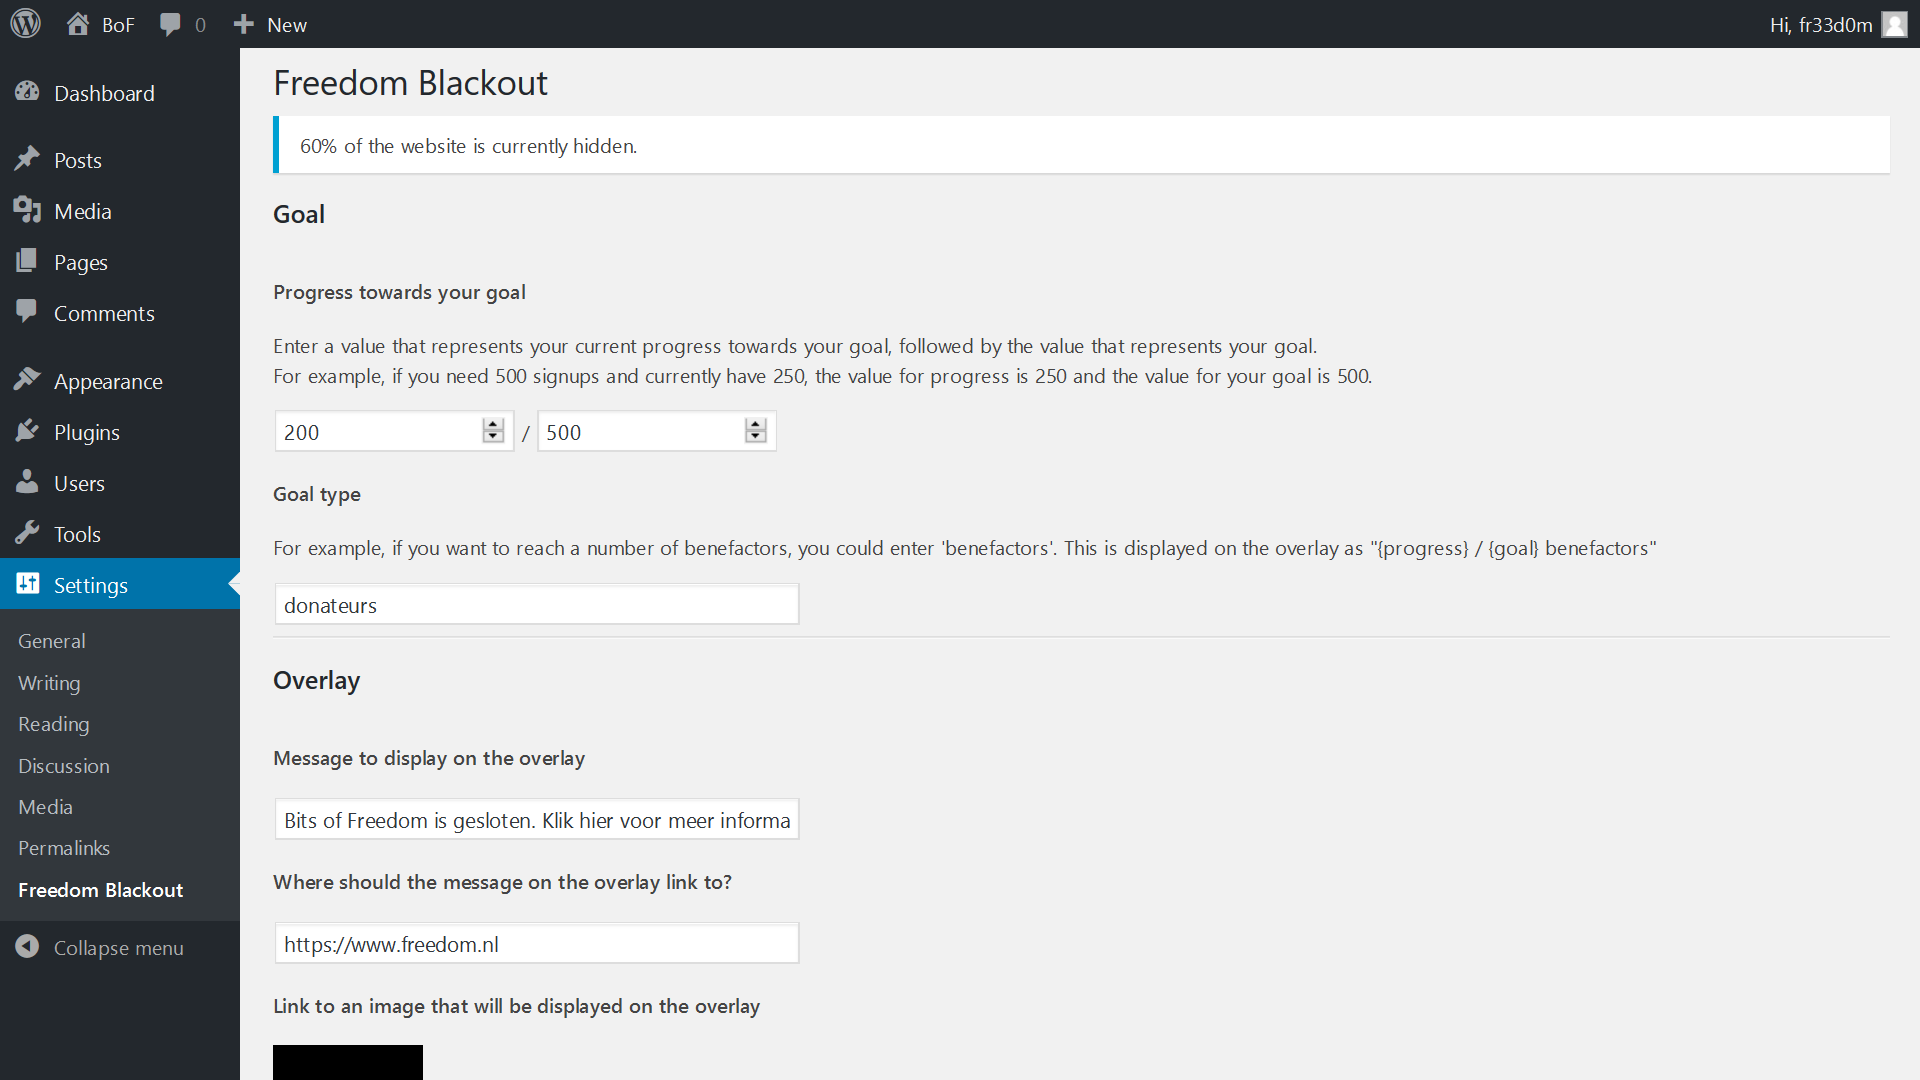 BoF
0
New
Hi, fr33d0m
Dashboard
Posts
Media
Pages
Comments
Appearance
Plugins
Users
Tools
Settings
General
Writing
Reading
Discussion
Media
Permalinks
Freedom Blackout
Collapse menu
Freedom Blackout
60% of the website is currently hidden.
Goal
Progress towards your goal
Enter a value that represents your current progress towards your goal, followed by the value that represents your goal.
For example, if you need 500 signups and currently have 250, the value for progress is 250 and the value for your goal is 500.
200 / 500
Goal type
For example, if you want to reach a number of benefactors, you could enter 'benefactors'. This is displayed on the overlay as "{progress} / {goal} benefactors"
donateurs
Overlay
Message to display on the overlay
Bits of Freedom is gesloten. Klik hier voor meer informa
Where should the message on the overlay link to?
https://www.freedom.nl
Link to an image that will be displayed on the overlay